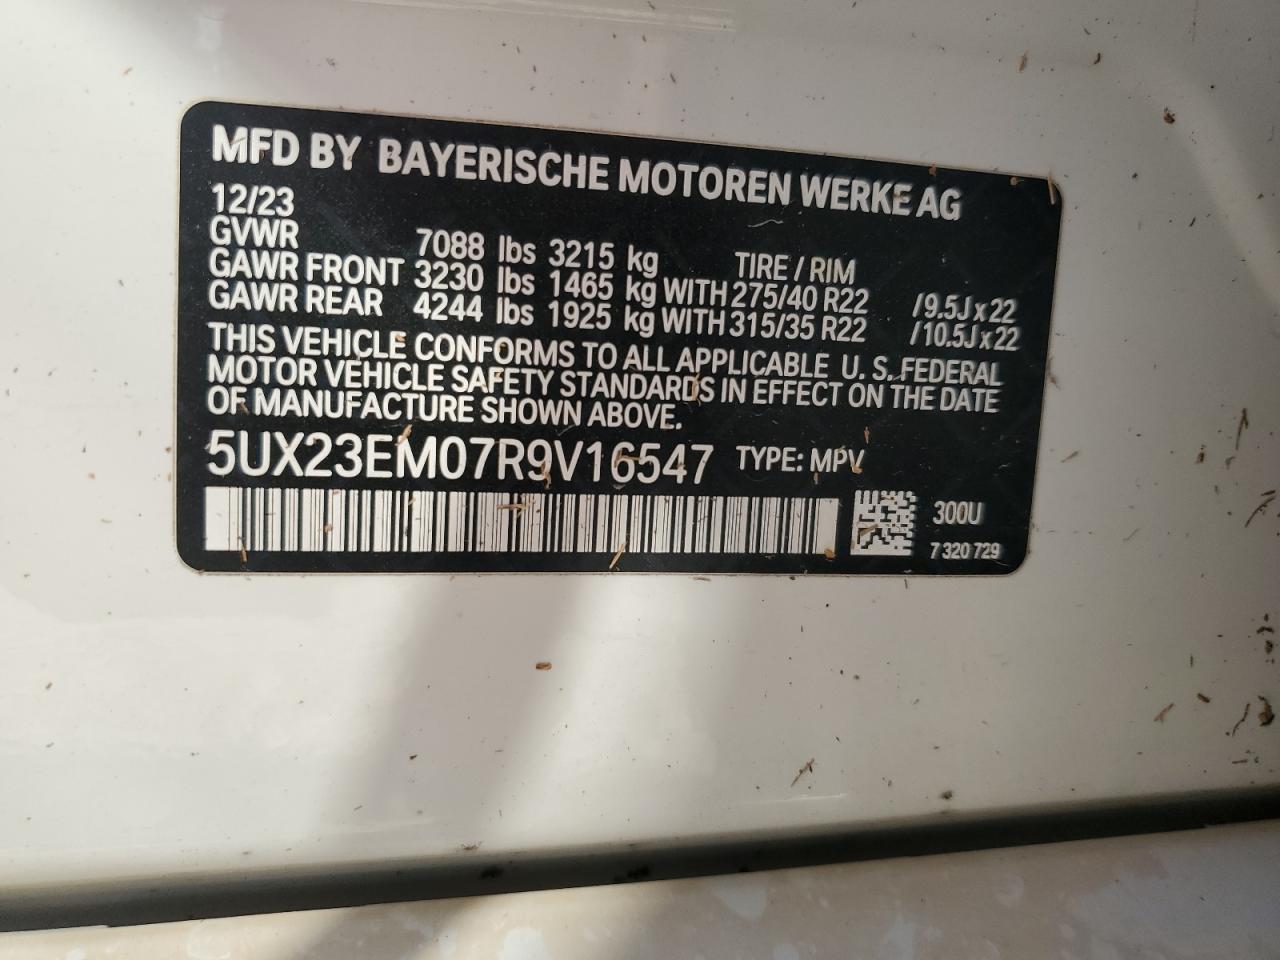 MFD BY BAYERISCHE MOTOREN WERKE AG
12/23
GVWR 7088 lbs 3215 kg TIRE / RIM
GAWR FRONT 3230 lbs 1465 kg WITH 275/40 R22 /9.5J x 22
GAWR REAR 4244 lbs 1925 kg WITH 315/35 R22 /10.5J x 22
THIS VEHICLE CONFORMS TO ALL APPLICABLE U. S. FEDERAL
MOTOR VEHICLE SAFETY STANDARDS IN EFFECT ON THE DATE
OF MANUFACTURE SHOWN ABOVE.
5UX23EM07R9V16547 TYPE: MPV
300U
7 320 729